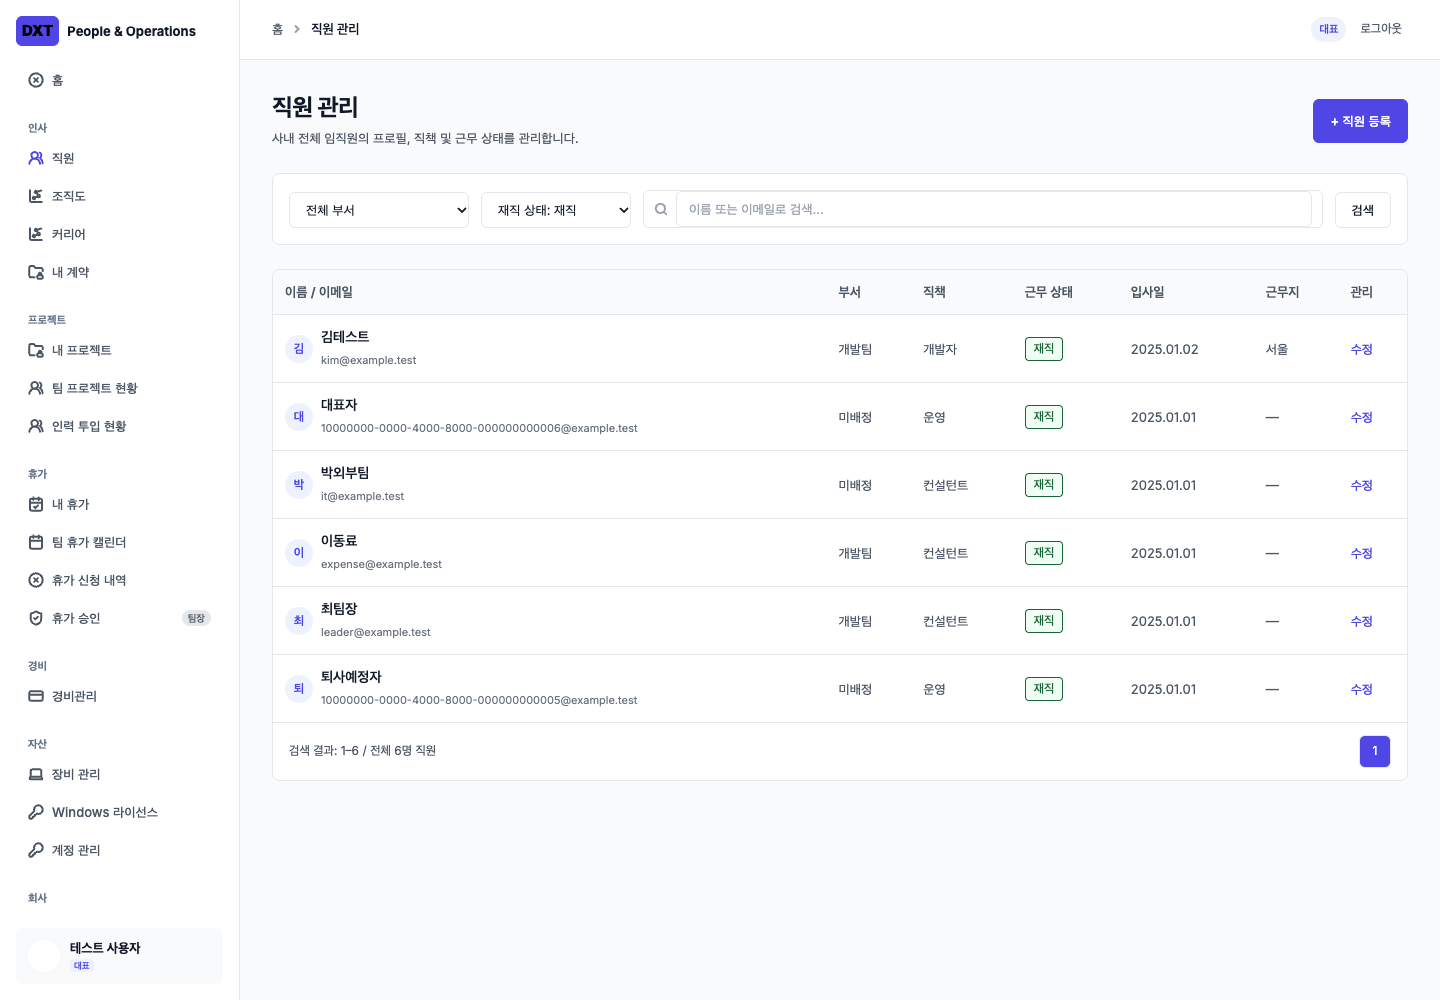 DXT People & Operations
홈
인사
직원
조직도
커리어
내 계약
프로젝트
내 프로젝트
팀 프로젝트 현황
인력 투입 현황
휴가
내 휴가
팀 휴가 캘린더
휴가 신청 내역
휴가 승인 팀장
경비
경비관리
자산
장비 관리
Windows 라이선스
계정 관리
회사
테스트 사용자
대표
홈 > 직원 관리
대표 로그아웃
직원 관리
사내 전체 임직원의 프로필, 직책 및 근무 상태를 관리합니다.
+ 직원 등록
전체 부서 재직 상태: 재직 이름 또는 이메일로 검색... 검색
이름 / 이메일 부서 직책 근무 상태 입사일 근무지 관리
김 김테스트 개발팀 개발자 재직 2025.01.02 서울 수정
kim@example.test
대 대표자 미배정 운영 재직 2025.01.01 — 수정
10000000-0000-4000-8000-000000000006@example.test
박 박외부팀 미배정 컨설턴트 재직 2025.01.01 — 수정
it@example.test
이 이동료 개발팀 컨설턴트 재직 2025.01.01 — 수정
expense@example.test
최 최팀장 개발팀 컨설턴트 재직 2025.01.01 — 수정
leader@example.test
퇴 퇴사예정자 미배정 운영 재직 2025.01.01 — 수정
10000000-0000-4000-8000-000000000005@example.test
검색 결과: 1–6 / 전체 6명 직원
1